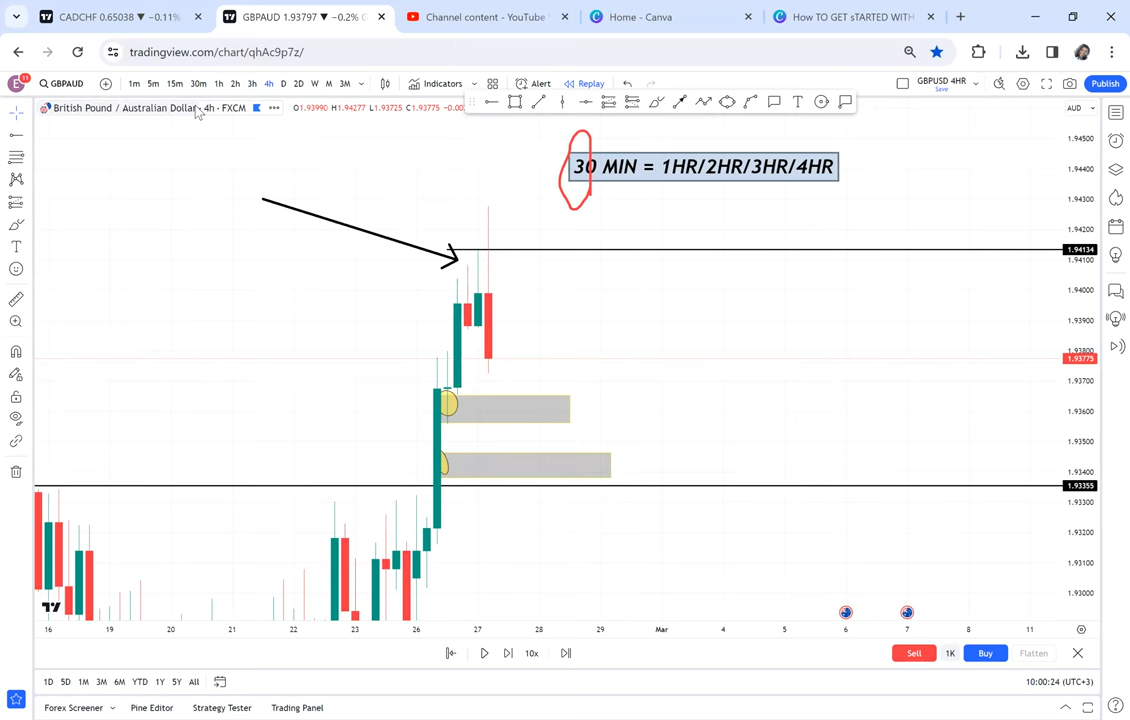 CADCHF 0.65038 ▼ −0.11%
GBPAUD 1.93797 ▼ −0.2%
Channel content - YouTube
Home - Canva
How TO GET sTARTED WITH
tradingview.com/chart/qhAc9p7z/
E 11 GBPAUD 1m 5m 15m 30m 1h 2h 3h 4h D 2D W M 3M Indicators Alert Replay GBPUSD 4HR Save Publish
British Pound / Australian Dollar · 4h · FXCM O1.93990 H1.94277 L1.93725 C1.93775 AUD
30 MIN = 1HR/2HR/3HR/4HR
1.94500
1.94400
1.94300
1.94200
1.94134
1.94100
1.94000
1.93900
1.93800
1.93775
1.93700
1.93600
1.93500
1.93400
1.93355
1.93300
1.93200
1.93100
1.93000
16 19 20 21 22 23 26 27 28 29 Mar 4 5 6 7 11
10x Sell 1K Buy Flatten
1D 5D 1M 3M 6M YTD 1Y 5Y All 10:00:24 (UTC+3)
Forex Screener Pine Editor Strategy Tester Trading Panel